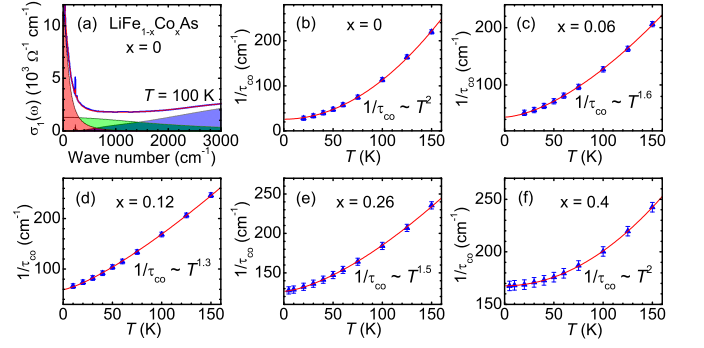 (a) LiFe1-xCoxAs
x = 0
T = 100 K
σ1(ω) (10³ Ω⁻¹ cm⁻¹)
0 4 8 12
0 1000 2000 3000
Wave number (cm⁻¹)
(b) x = 0
1/τco ~ T²
1/τco (cm⁻¹)
0 100 200
0 50 100 150
T (K)
(c) x = 0.06
1/τco ~ T¹·⁶
1/τco (cm⁻¹)
100 200
0 50 100 150
T (K)
(d) x = 0.12
1/τco ~ T¹·³
1/τco (cm⁻¹)
100 200
0 50 100 150
T (K)
(e) x = 0.26
1/τco ~ T¹·⁵
1/τco (cm⁻¹)
150 200 250
0 50 100 150
T (K)
(f) x = 0.4
1/τco ~ T²
1/τco (cm⁻¹)
150 200 250
0 50 100 150
T (K)